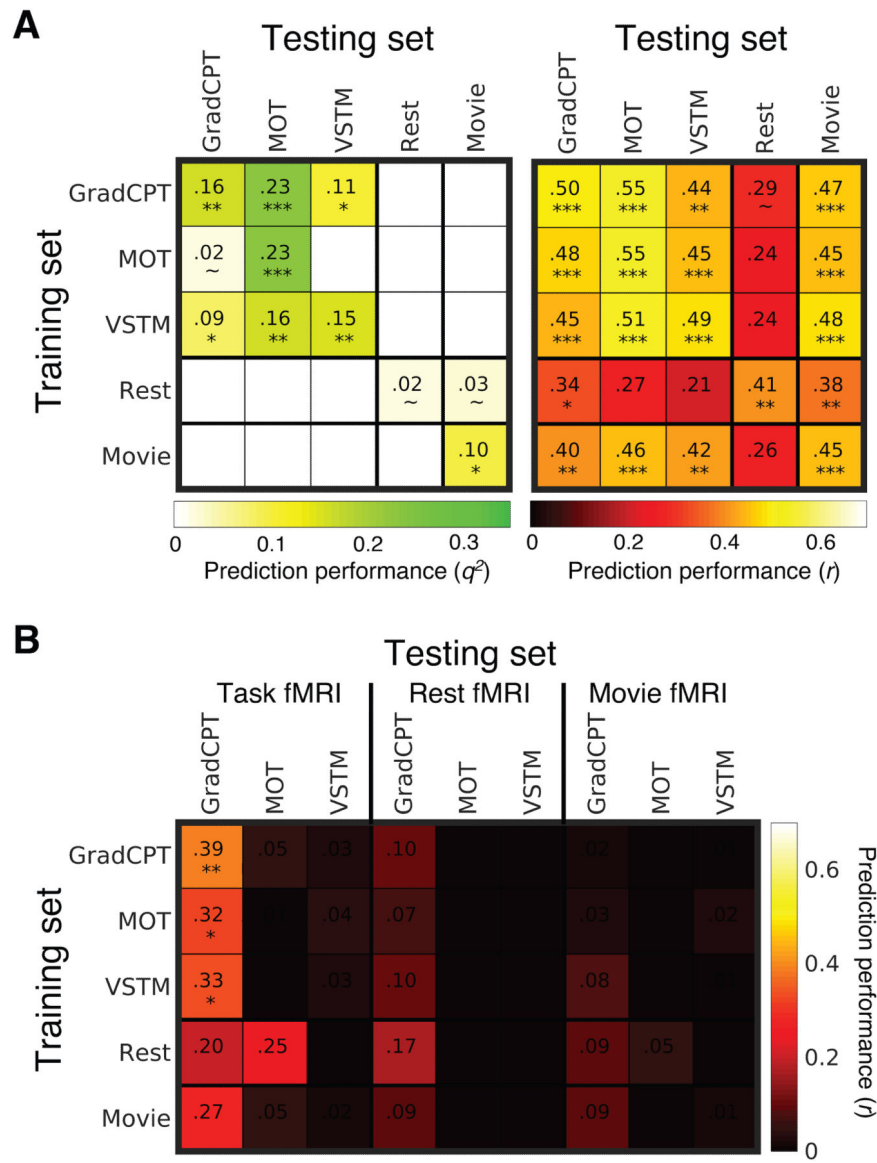 A
Testing set
Testing set
GradCPT MOT VSTM Rest Movie
GradCPT MOT VSTM Rest Movie
Training set
GradCPT .16 .23 .11 .50 .55 .44 .29 .47
** *** * *** *** ** ~ ***
MOT .02 .23 .48 .55 .45 .24 .45
~ *** *** *** *** ***
VSTM .09 .16 .15 .45 .51 .49 .24 .48
* ** ** *** *** *** ***
Rest .02 .03 .34 .27 .21 .41 .38
~ ~ * ** **
Movie .10 .40 .46 .42 .26 .45
* ** *** ** ***
0 0.1 0.2 0.3
Prediction performance (q²)
0 0.2 0.4 0.6
Prediction performance (r)
B
Testing set
Task fMRI Rest fMRI Movie fMRI
GradCPT MOT VSTM GradCPT MOT VSTM GradCPT MOT VSTM
Training set
GradCPT .39 .05 .03 .10 .02
**
MOT .32 .04 .07 .03 .02
*
VSTM .33 .03 .10 .08
*
Rest .20 .25 .17 .09 .05
Movie .27 .05 .02 .09 .09 .01
0.6
0.4
0.2
0
Prediction performance (r)